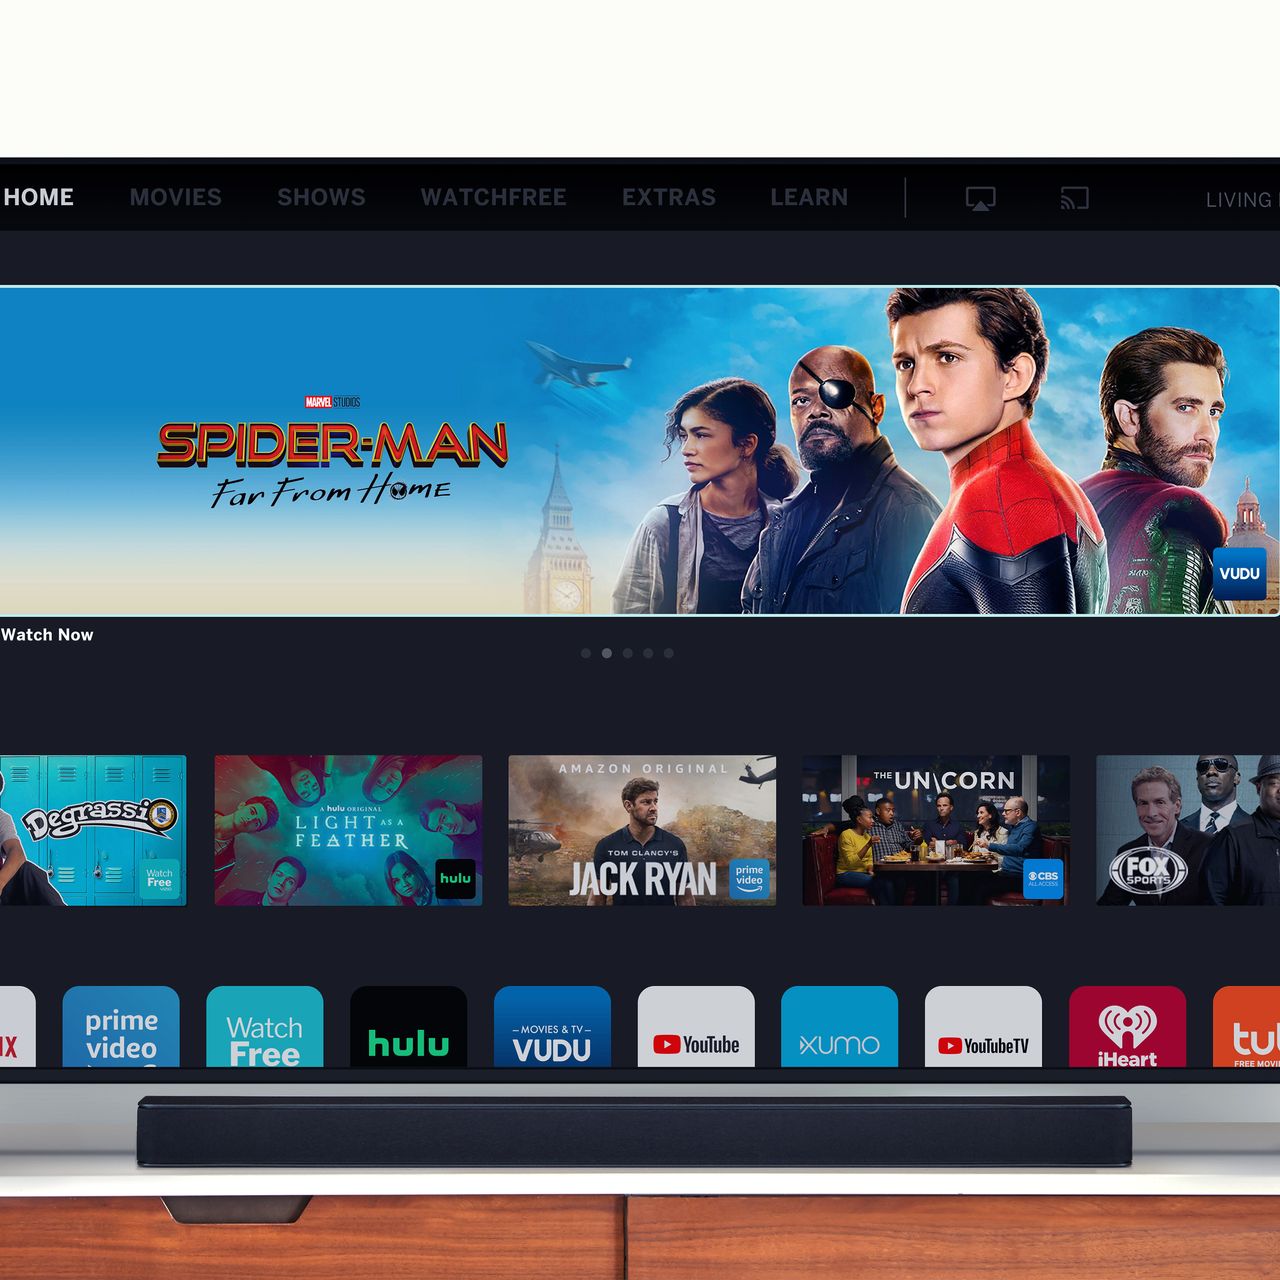 HOME MOVIES SHOWS WATCHFREE EXTRAS LEARN LIVING
MARVEL STUDIOS
SPIDER-MAN
Far From Home
VUDU
Watch Now
Degrassi
Watch
Free
A hulu ORIGINAL
LIGHT AS A
FEATHER
hulu
AMAZON ORIGINAL
TOM CLANCY'S
JACK RYAN
prime
video
THE UNICORN
CBS
ALL ACCESS
FOX
SPORTS
IX
prime
video
Watch
Free
hulu
MOVIES & TV
VUDU
YouTube
XUMO
YouTubeTV
iHeart
tu
FREE MOVI